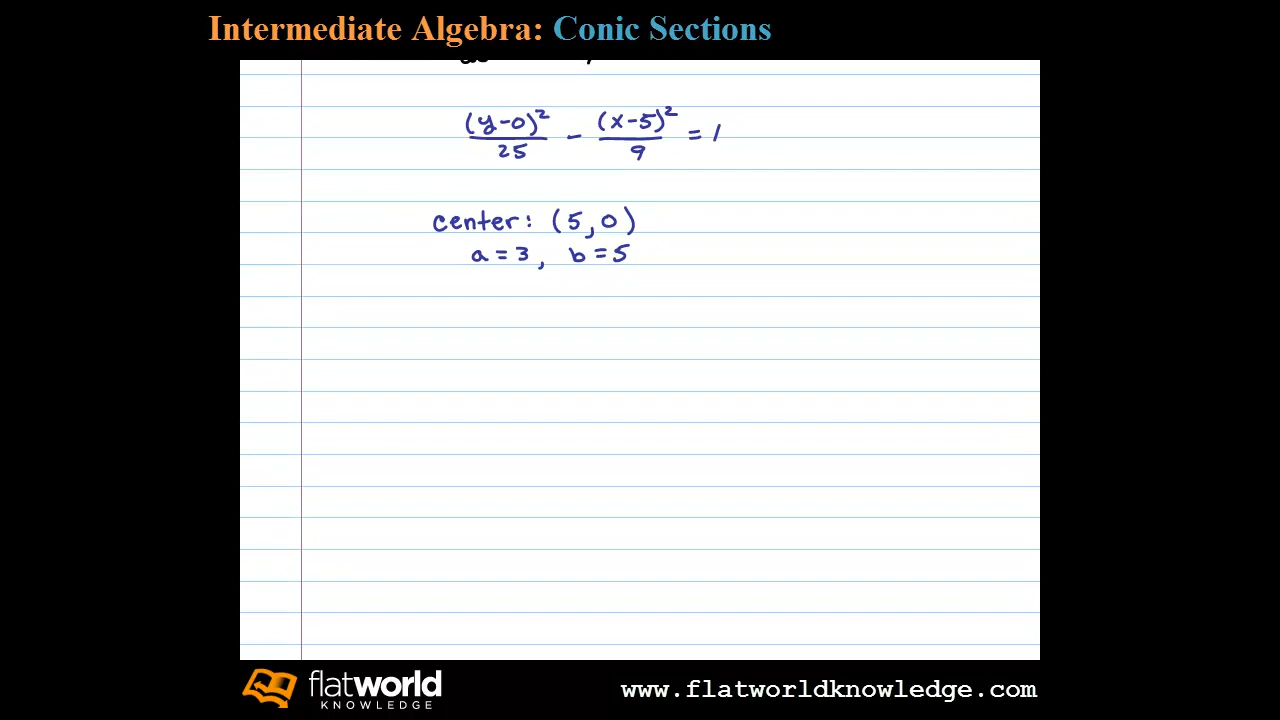 Intermediate Algebra: Conic Sections
(y-0)²/25 - (x-5)²/9 = 1
center: (5,0)
a = 3, b = 5
flatworld
KNOWLEDGE
www.flatworldknowledge.com